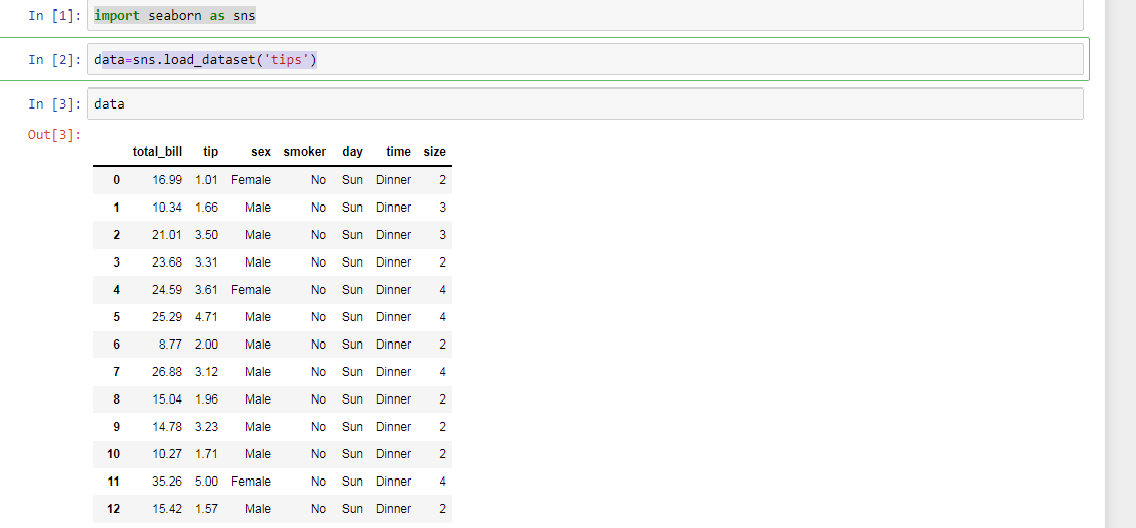 In [1]: import seaborn as sns
In [2]: data=sns.load_dataset('tips')
In [3]: data
Out[3]:
total_bill tip sex smoker day time size
0 16.99 1.01 Female No Sun Dinner 2
1 10.34 1.66 Male No Sun Dinner 3
2 21.01 3.50 Male No Sun Dinner 3
3 23.68 3.31 Male No Sun Dinner 2
4 24.59 3.61 Female No Sun Dinner 4
5 25.29 4.71 Male No Sun Dinner 4
6 8.77 2.00 Male No Sun Dinner 2
7 26.88 3.12 Male No Sun Dinner 4
8 15.04 1.96 Male No Sun Dinner 2
9 14.78 3.23 Male No Sun Dinner 2
10 10.27 1.71 Male No Sun Dinner 2
11 35.26 5.00 Female No Sun Dinner 4
12 15.42 1.57 Male No Sun Dinner 2